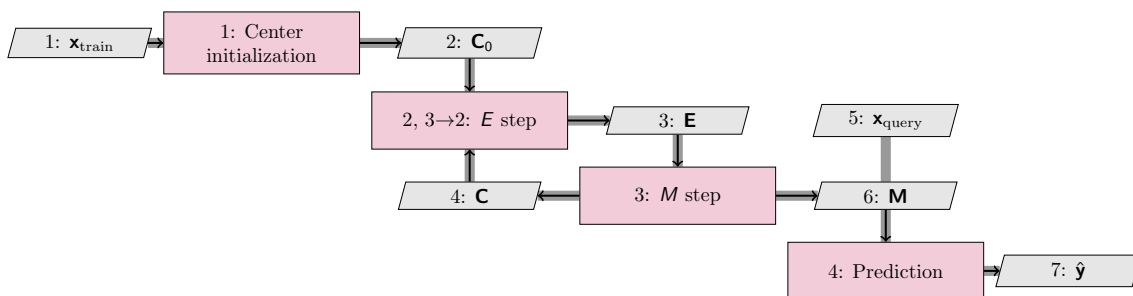 1: x_train
1: Center
initialization
2: C₀
2, 3→2: E step
3: E
5: x_query
4: C
3: M step
6: M
4: Prediction
7: ŷ